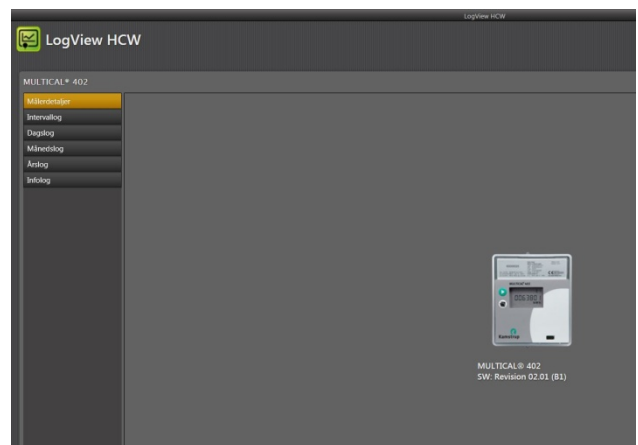 LogView HCW
LogView HCW
MULTICAL® 402
Målerdetaljer
Intervallog
Dagslog
Månedslog
Årslog
Infolog
MULTICAL® 402
SW: Revision 02.01 (B1)